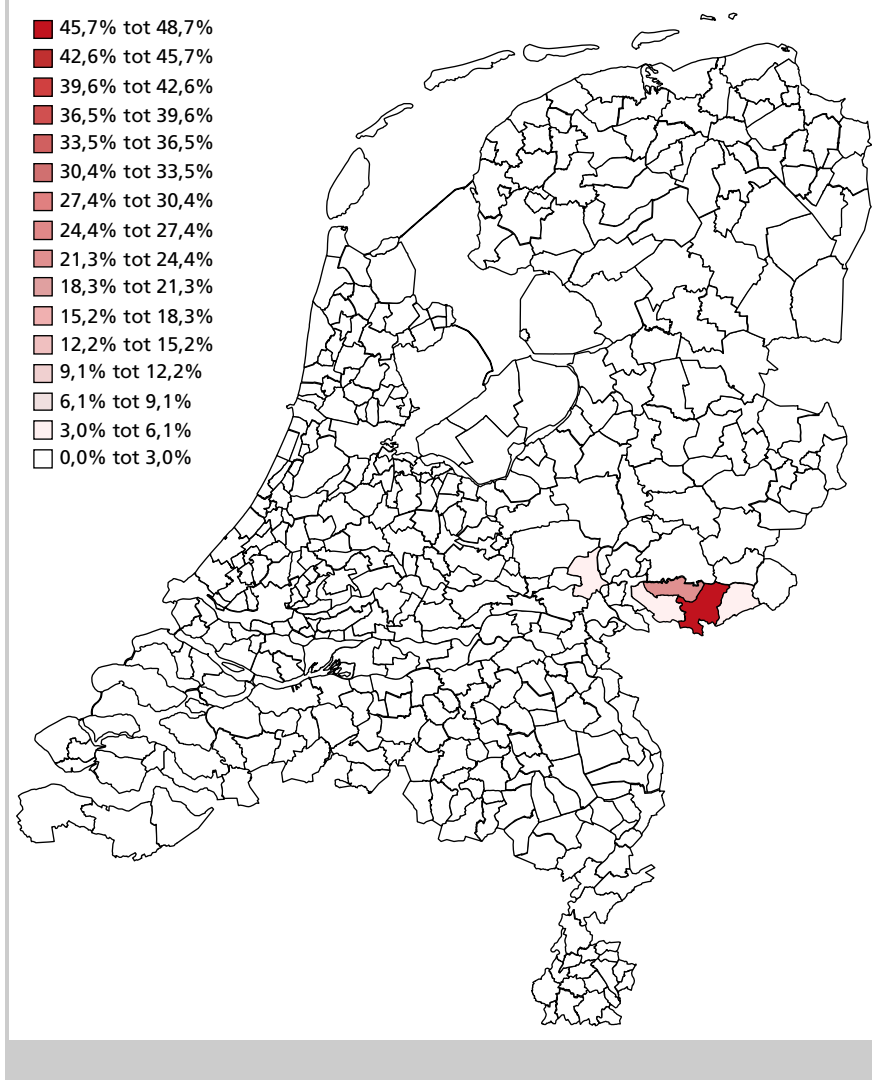 45,7% tot 48,7%
42,6% tot 45,7%
39,6% tot 42,6%
36,5% tot 39,6%
33,5% tot 36,5%
30,4% tot 33,5%
27,4% tot 30,4%
24,4% tot 27,4%
21,3% tot 24,4%
18,3% tot 21,3%
15,2% tot 18,3%
12,2% tot 15,2%
9,1% tot 12,2%
6,1% tot 9,1%
3,0% tot 6,1%
0,0% tot 3,0%